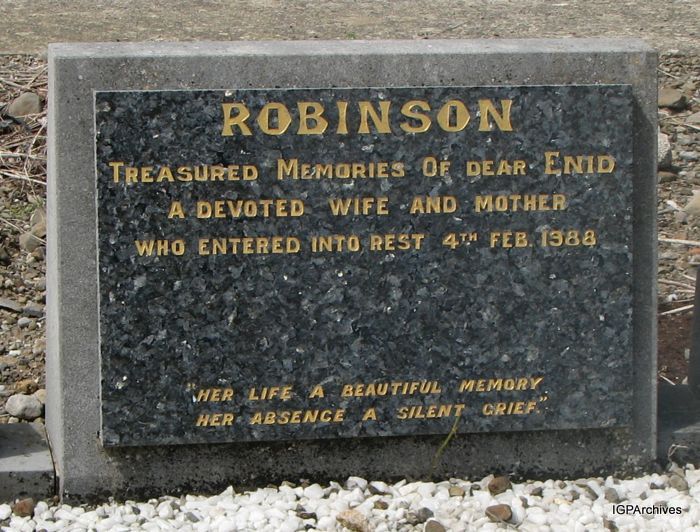 ROBINSON
TREASURED MEMORIES OF DEAR ENID
A DEVOTED WIFE AND MOTHER
WHO ENTERED INTO REST 4TH FEB. 1988
"HER LIFE A BEAUTIFUL MEMORY
HER ABSENCE A SILENT GRIEF."
IGPArchives